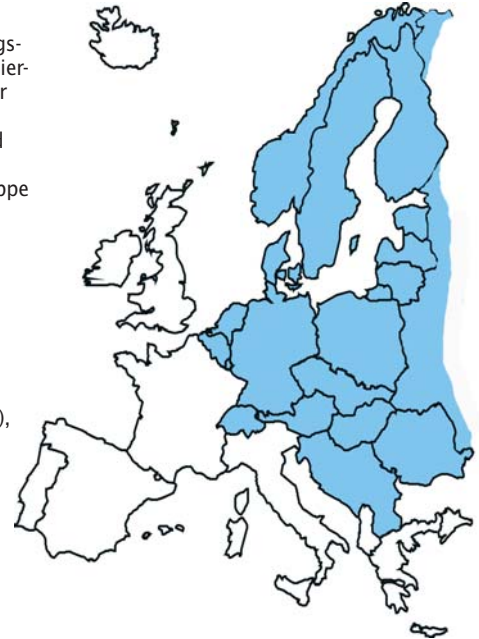 gs-
ier-
r
l
ppe
),